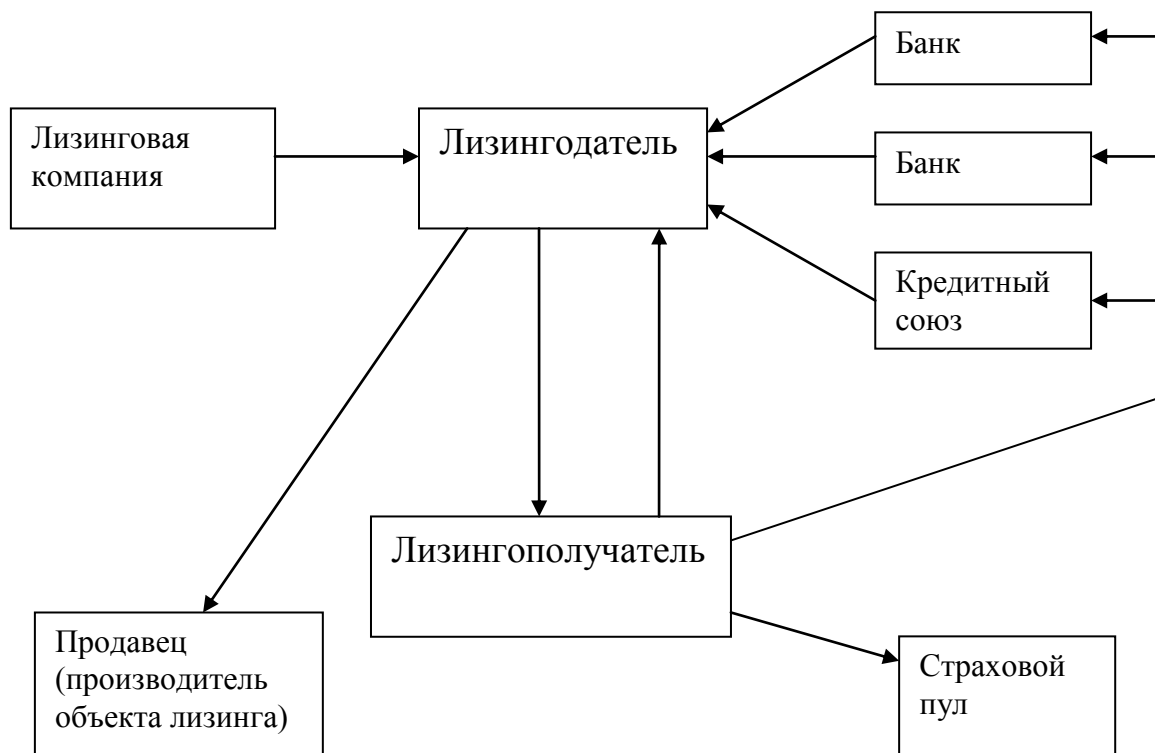 Банк
Лизинговая
компания
Лизингодатель
Банк
Кредитный
союз
Лизингополучатель
Продавец
(производитель
объекта лизинга)
Страховой
пул